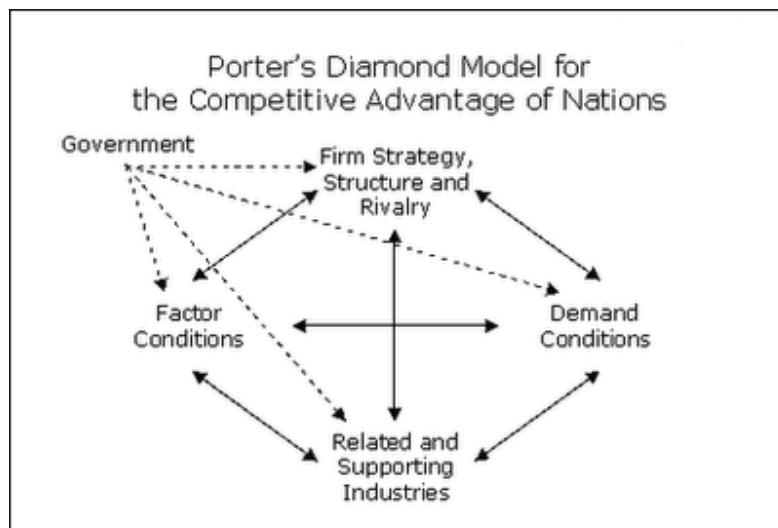 Porter's Diamond Model for
the Competitive Advantage of Nations
Government
Firm Strategy,
Structure and
Rivalry
Factor
Conditions
Demand
Conditions
Related and
Supporting
Industries